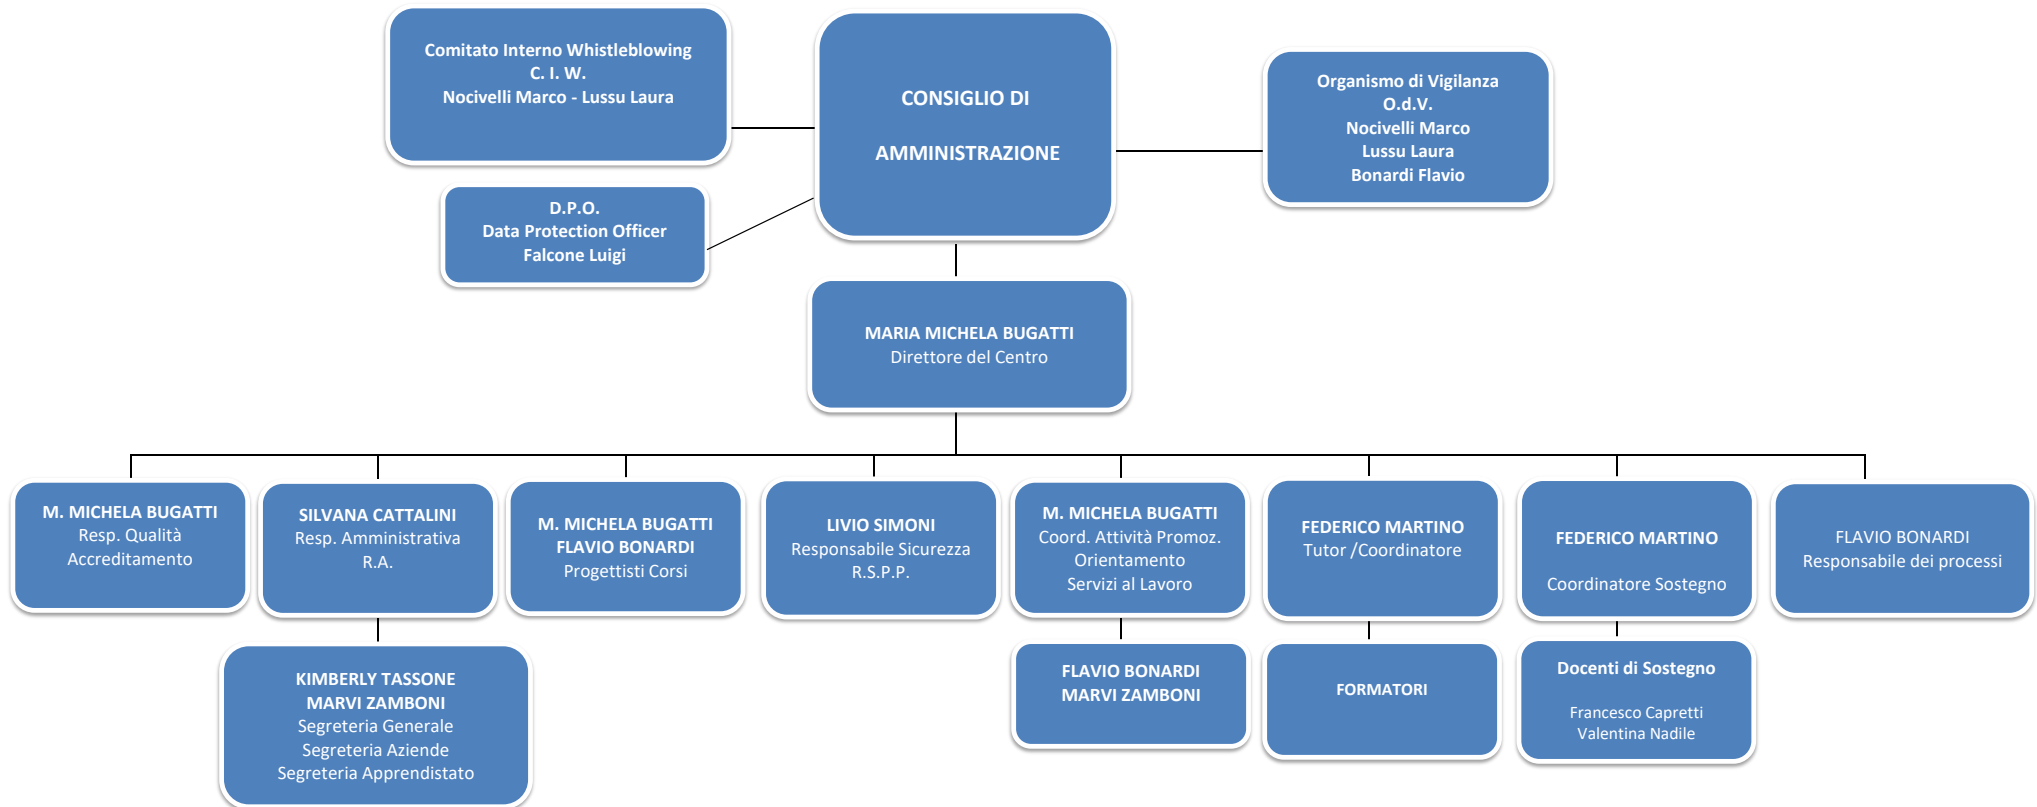 Comitato Interno Whistleblowing
C. I. W.
Nocivelli Marco - Lussu Laura
CONSIGLIO DI
AMMINISTRAZIONE
Organismo di Vigilanza
O.d.V.
Nocivelli Marco
Lussu Laura
Bonardi Flavio
D.P.O.
Data Protection Officer
Falcone Luigi
MARIA MICHELA BUGATTI
Direttore del Centro
M. MICHELA BUGATTI
Resp. Qualità
Accreditamento
SILVANA CATTALINI
Resp. Amministrativa
R.A.
M. MICHELA BUGATTI
FLAVIO BONARDI
Progettisti Corsi
LIVIO SIMONI
Responsabile Sicurezza
R.S.P.P.
M. MICHELA BUGATTI
Coord. Attività Promoz.
Orientamento
Servizi al Lavoro
FEDERICO MARTINO
Tutor /Coordinatore
FEDERICO MARTINO
Coordinatore Sostegno
FLAVIO BONARDI
Responsabile dei processi
KIMBERLY TASSONE
MARVI ZAMBONI
Segreteria Generale
Segreteria Aziende
Segreteria Apprendistato
FLAVIO BONARDI
MARVI ZAMBONI
FORMATORI
Docenti di Sostegno
Francesco Capretti
Valentina Nadile